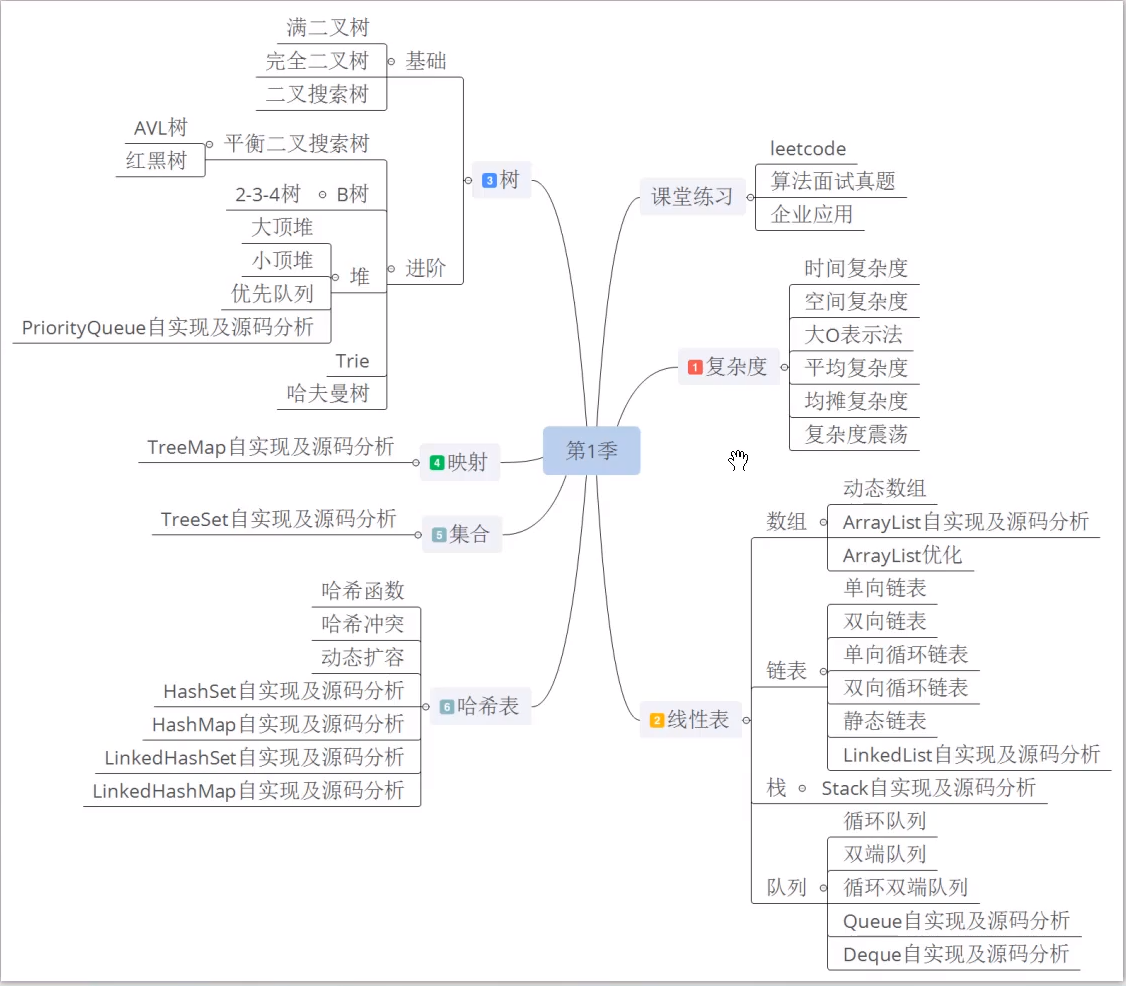 第1季
课堂练习
leetcode
算法面试真题
企业应用
1 复杂度
时间复杂度
空间复杂度
大O表示法
平均复杂度
均摊复杂度
复杂度震荡
2 线性表
数组
动态数组
ArrayList自实现及源码分析
ArrayList优化
链表
单向链表
双向链表
单向循环链表
双向循环链表
静态链表
LinkedList自实现及源码分析
栈
Stack自实现及源码分析
队列
循环队列
双端队列
循环双端队列
Queue自实现及源码分析
Deque自实现及源码分析
3 树
基础
满二叉树
完全二叉树
二叉搜索树
进阶
平衡二叉搜索树
AVL树
红黑树
B树
2-3-4树
堆
大顶堆
小顶堆
优先队列
PriorityQueue自实现及源码分析
Trie
哈夫曼树
4 映射
TreeMap自实现及源码分析
5 集合
TreeSet自实现及源码分析
6 哈希表
哈希函数
哈希冲突
动态扩容
HashSet自实现及源码分析
HashMap自实现及源码分析
LinkedHashSet自实现及源码分析
LinkedHashMap自实现及源码分析